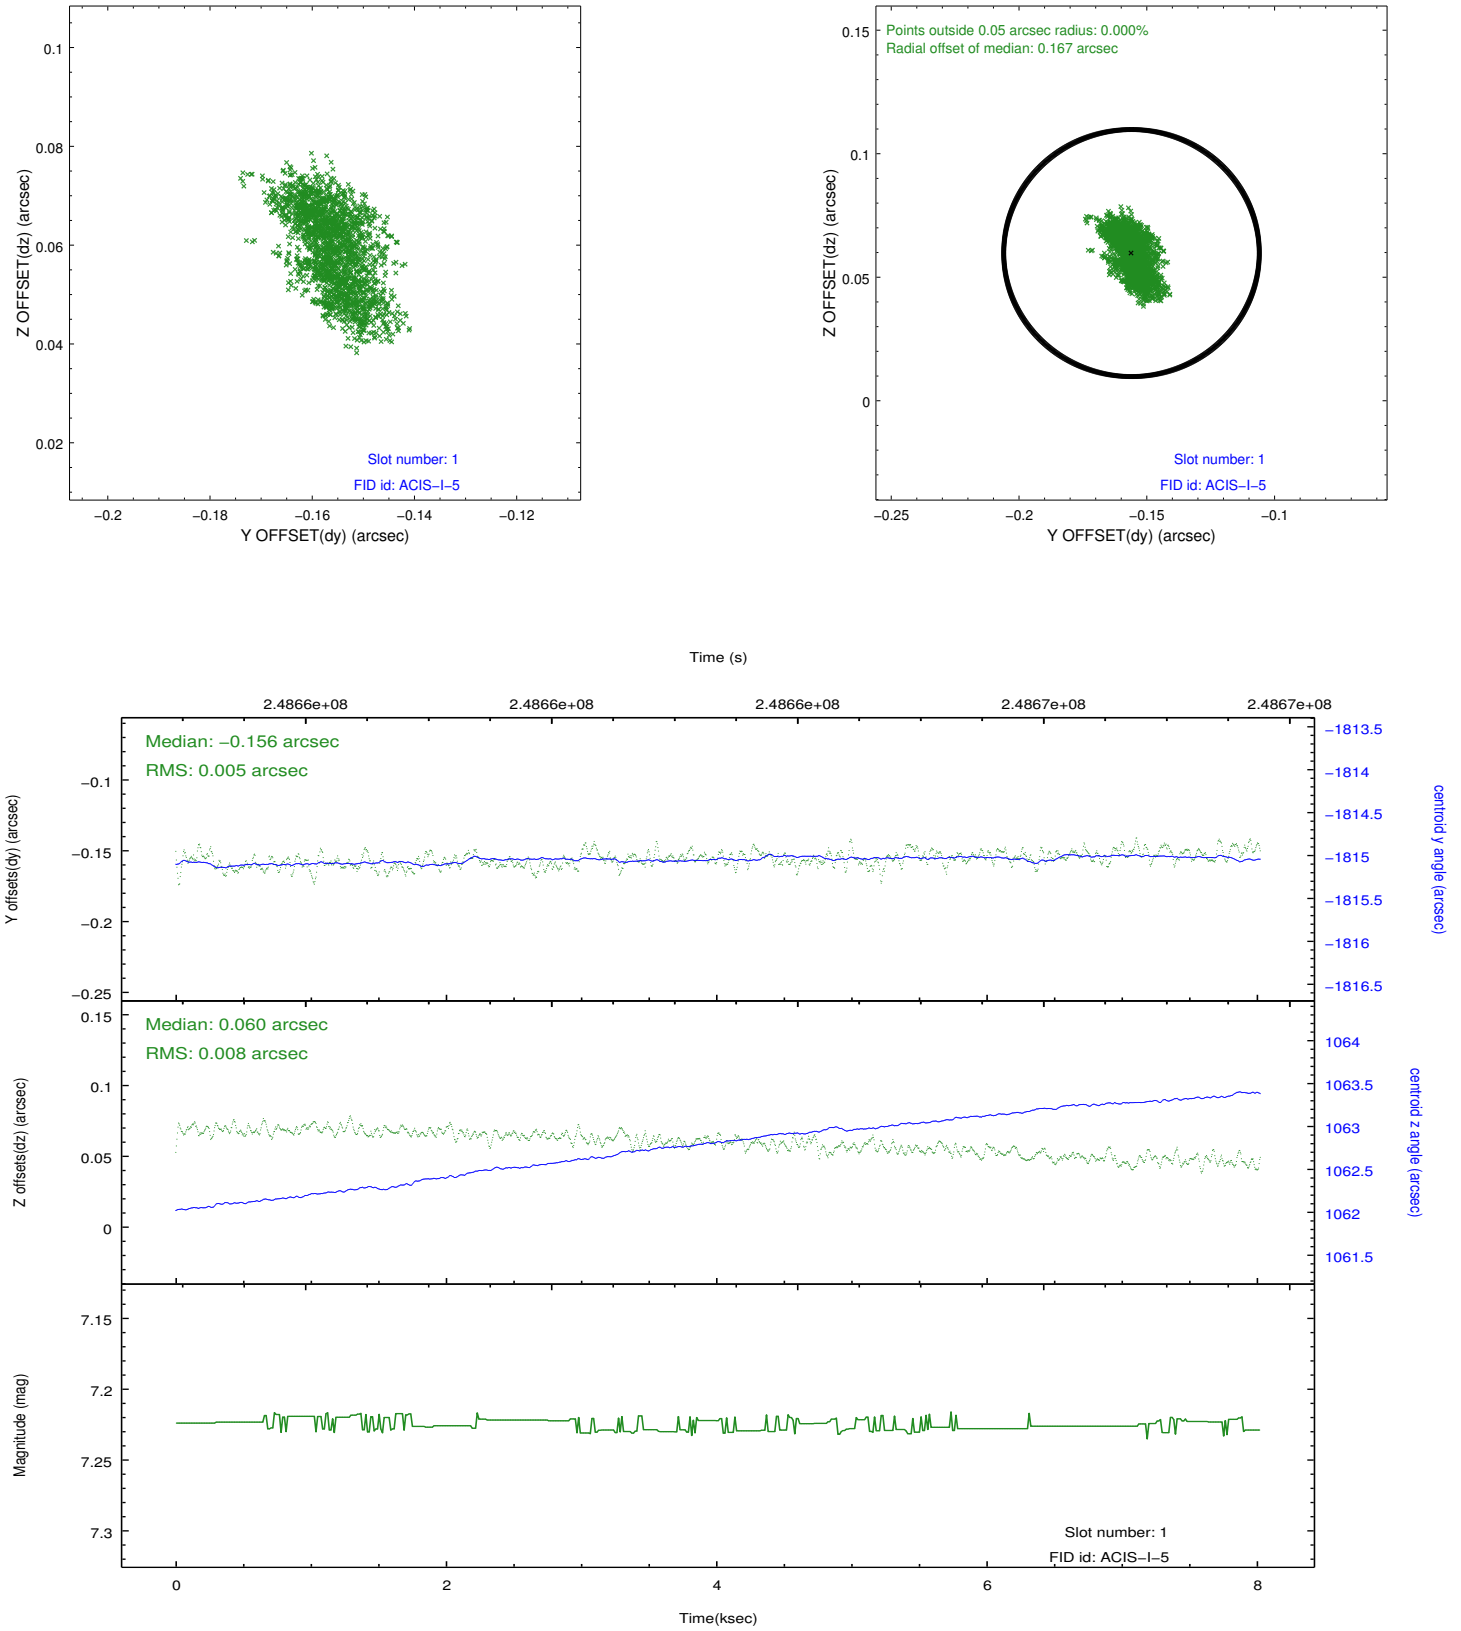 0.1
0.08
0.06
0.04
0.02
Z OFFSET(dz) (arcsec)
Slot number: 1
FID id: ACIS−I−5
−0.2 −0.18 −0.16 −0.14 −0.12
Y OFFSET(dy) (arcsec)
Points outside 0.05 arcsec radius: 0.000%
Radial offset of median: 0.167 arcsec
0.15
0.1
0.05
0
Z OFFSET(dz) (arcsec)
Slot number: 1
FID id: ACIS−I−5
−0.25 −0.2 −0.15 −0.1
Y OFFSET(dy) (arcsec)
Time (s)
2.4866e+08 2.4866e+08 2.4866e+08 2.4867e+08 2.4867e+08
Median: −0.156 arcsec
RMS: 0.005 arcsec
−0.1
−0.15
−0.2
−0.25
Y offsets(dy) (arcsec)
−1813.5
−1814
−1814.5
−1815
−1815.5
−1816
−1816.5
centroid y angle (arcsec)
Median: 0.060 arcsec
RMS: 0.008 arcsec
0.15
0.1
0.05
0
Z offsets(dz) (arcsec)
1064
1063.5
1063
1062.5
1062
1061.5
centroid z angle (arcsec)
7.15
7.2
7.25
7.3
Magnitude (mag)
Slot number: 1
FID id: ACIS−I−5
0 2 4 6 8
Time(ksec)